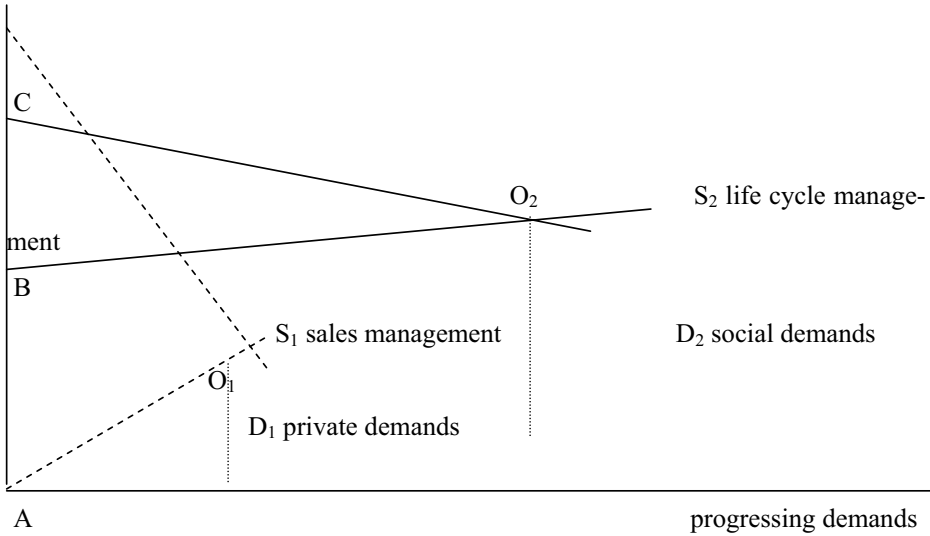 C
O₂
S₂ life cycle manage-
ment
B
S₁ sales management
D₂ social demands
O₁
D₁ private demands
A
progressing demands